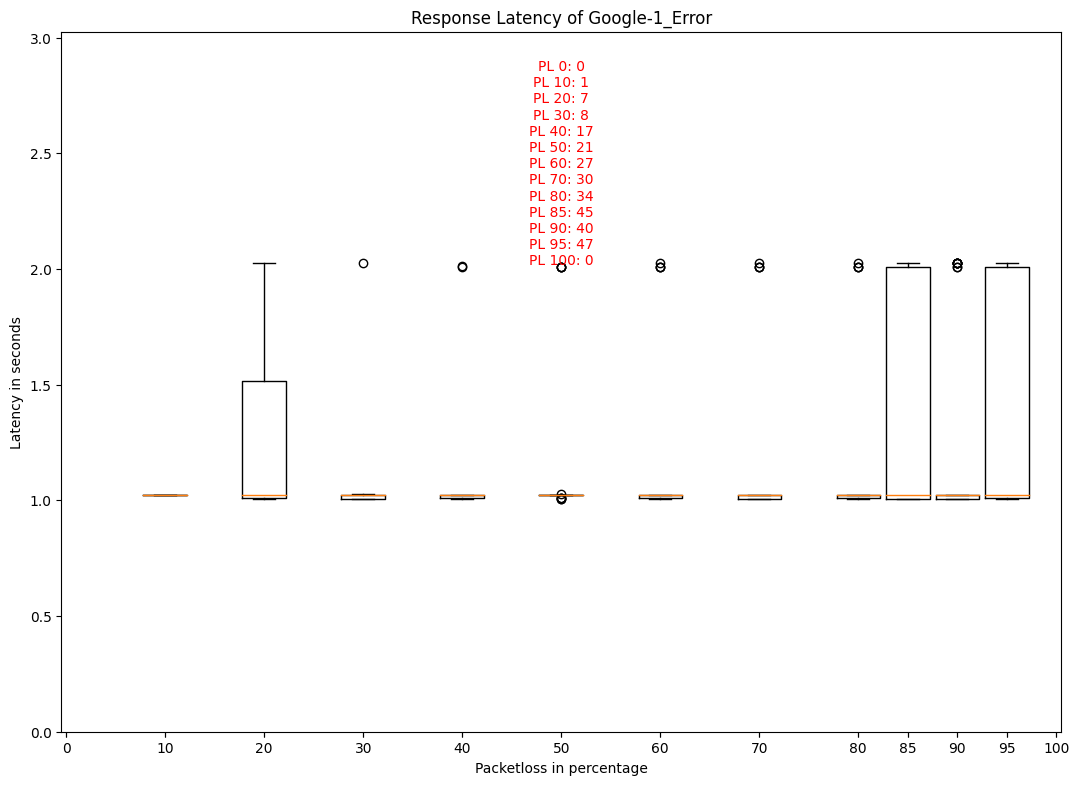 Response Latency of Google-1_Error
3.0
2.5
2.0
1.5
1.0
0.5
0.0
Latency in seconds
PL 0: 0
PL 10: 1
PL 20: 7
PL 30: 8
PL 40: 17
PL 50: 21
PL 60: 27
PL 70: 30
PL 80: 34
PL 85: 45
PL 90: 40
PL 95: 47
PL 100: 0
0 10 20 30 40 50 60 70 80 85 90 95 100
Packetloss in percentage